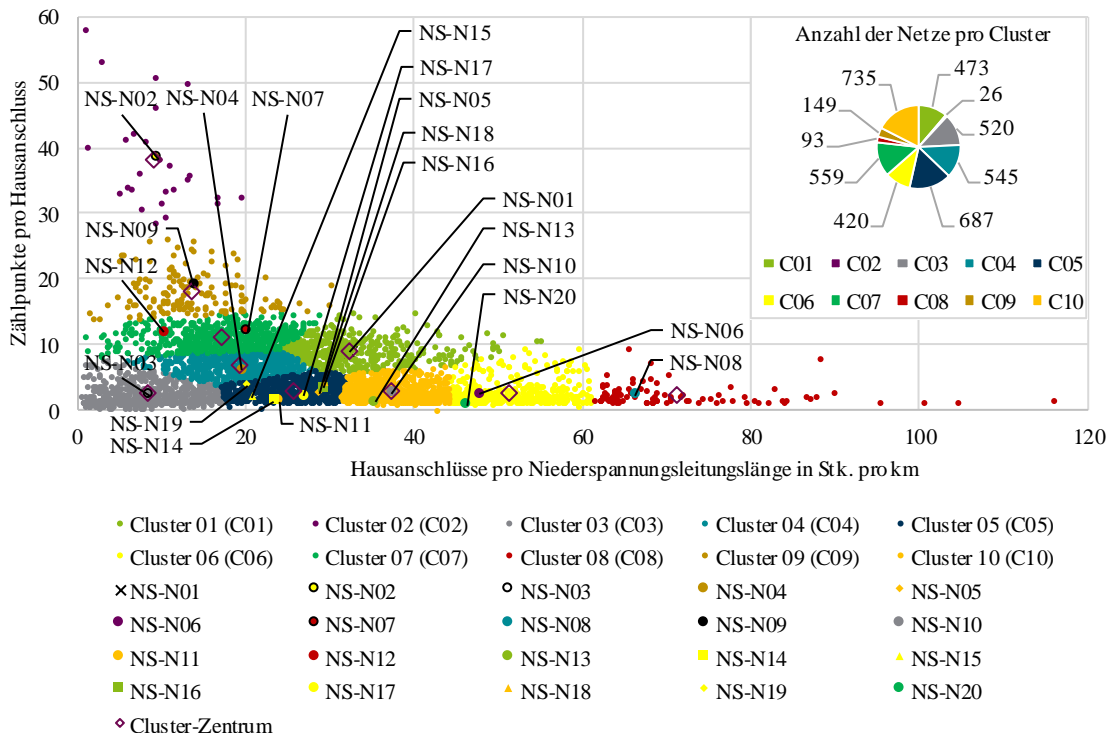 60
50
40
30
20
10
0
0
20
40
60
80
100
120
Zählpunkte pro Hausanschluss
Hausanschlüsse pro Niederspannungsleitungslänge in Stk. pro km
NS-N02
NS-N04
NS-N07
NS-N15
NS-N17
NS-N05
NS-N18
NS-N16
NS-N01
NS-N13
NS-N10
NS-N20
NS-N06
NS-N08
NS-N09
NS-N12
NS-N03
NS-N19
NS-N14
NS-N11
Anzahl der Netze pro Cluster
735
473
149
26
93
520
559
545
420
687
C01 C02 C03 C04 C05
C06 C07 C08 C09 C10
Cluster 01 (C01) Cluster 02 (C02) Cluster 03 (C03) Cluster 04 (C04) Cluster 05 (C05)
Cluster 06 (C06) Cluster 07 (C07) Cluster 08 (C08) Cluster 09 (C09) Cluster 10 (C10)
NS-N01 NS-N02 NS-N03 NS-N04 NS-N05
NS-N06 NS-N07 NS-N08 NS-N09 NS-N10
NS-N11 NS-N12 NS-N13 NS-N14 NS-N15
NS-N16 NS-N17 NS-N18 NS-N19 NS-N20
Cluster-Zentrum